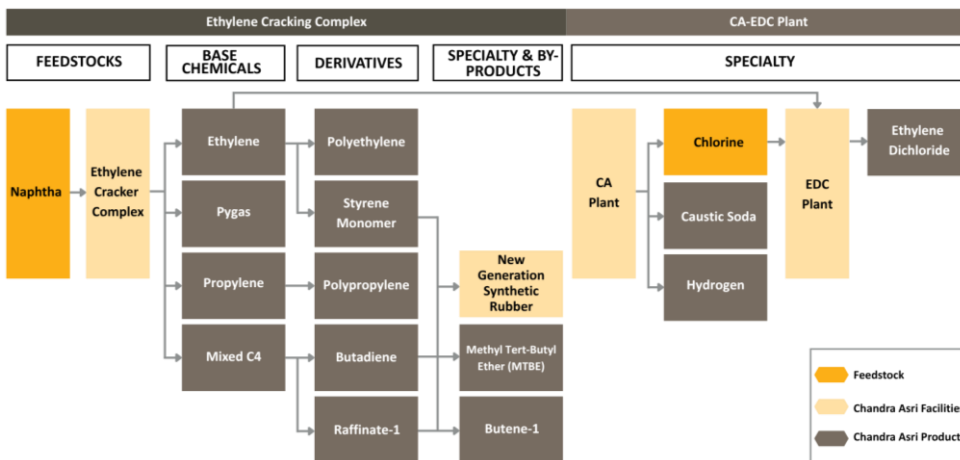 Ethylene Cracking Complex
CA-EDC Plant
FEEDSTOCKS
BASE
CHEMICALS
DERIVATIVES
SPECIALTY & BY-
PRODUCTS
SPECIALTY
Naphtha
Ethylene
Cracker
Complex
Ethylene
Pygas
Propylene
Mixed C4
Polyethylene
Styrene
Monomer
Polypropylene
Butadiene
Raffinate-1
New
Generation
Synthetic
Rubber
Methyl Tert-Butyl
Ether (MTBE)
Butene-1
CA
Plant
Chlorine
Caustic Soda
Hydrogen
EDC
Plant
Ethylene
Dichloride
Feedstock
Chandra Asri Facilities
Chandra Asri Product